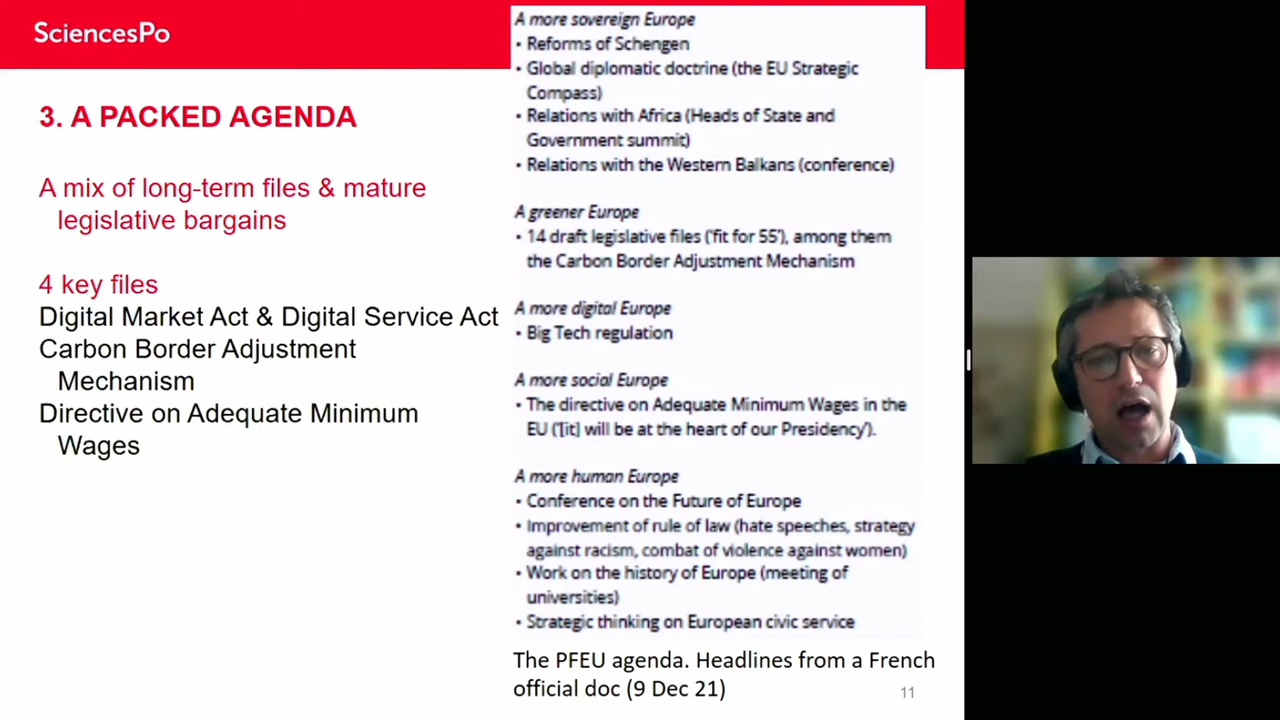 SciencesPo
3. A PACKED AGENDA
A mix of long-term files & mature
legislative bargains
4 key files
Digital Market Act & Digital Service Act
Carbon Border Adjustment
Mechanism
Directive on Adequate Minimum
Wages
A more sovereign Europe
• Reforms of Schengen
• Global diplomatic doctrine (the EU Strategic
Compass)
• Relations with Africa (Heads of State and
Government summit)
• Relations with the Western Balkans (conference)
A greener Europe
• 14 draft legislative files ('fit for 55'), among them
the Carbon Border Adjustment Mechanism
A more digital Europe
• Big Tech regulation
A more social Europe
• The directive on Adequate Minimum Wages in the
EU ('[it] will be at the heart of our Presidency').
A more human Europe
• Conference on the Future of Europe
• Improvement of rule of law (hate speeches, strategy
against racism, combat of violence against women)
• Work on the history of Europe (meeting of
universities)
• Strategic thinking on European civic service
The PFEU agenda. Headlines from a French
official doc (9 Dec 21)
11